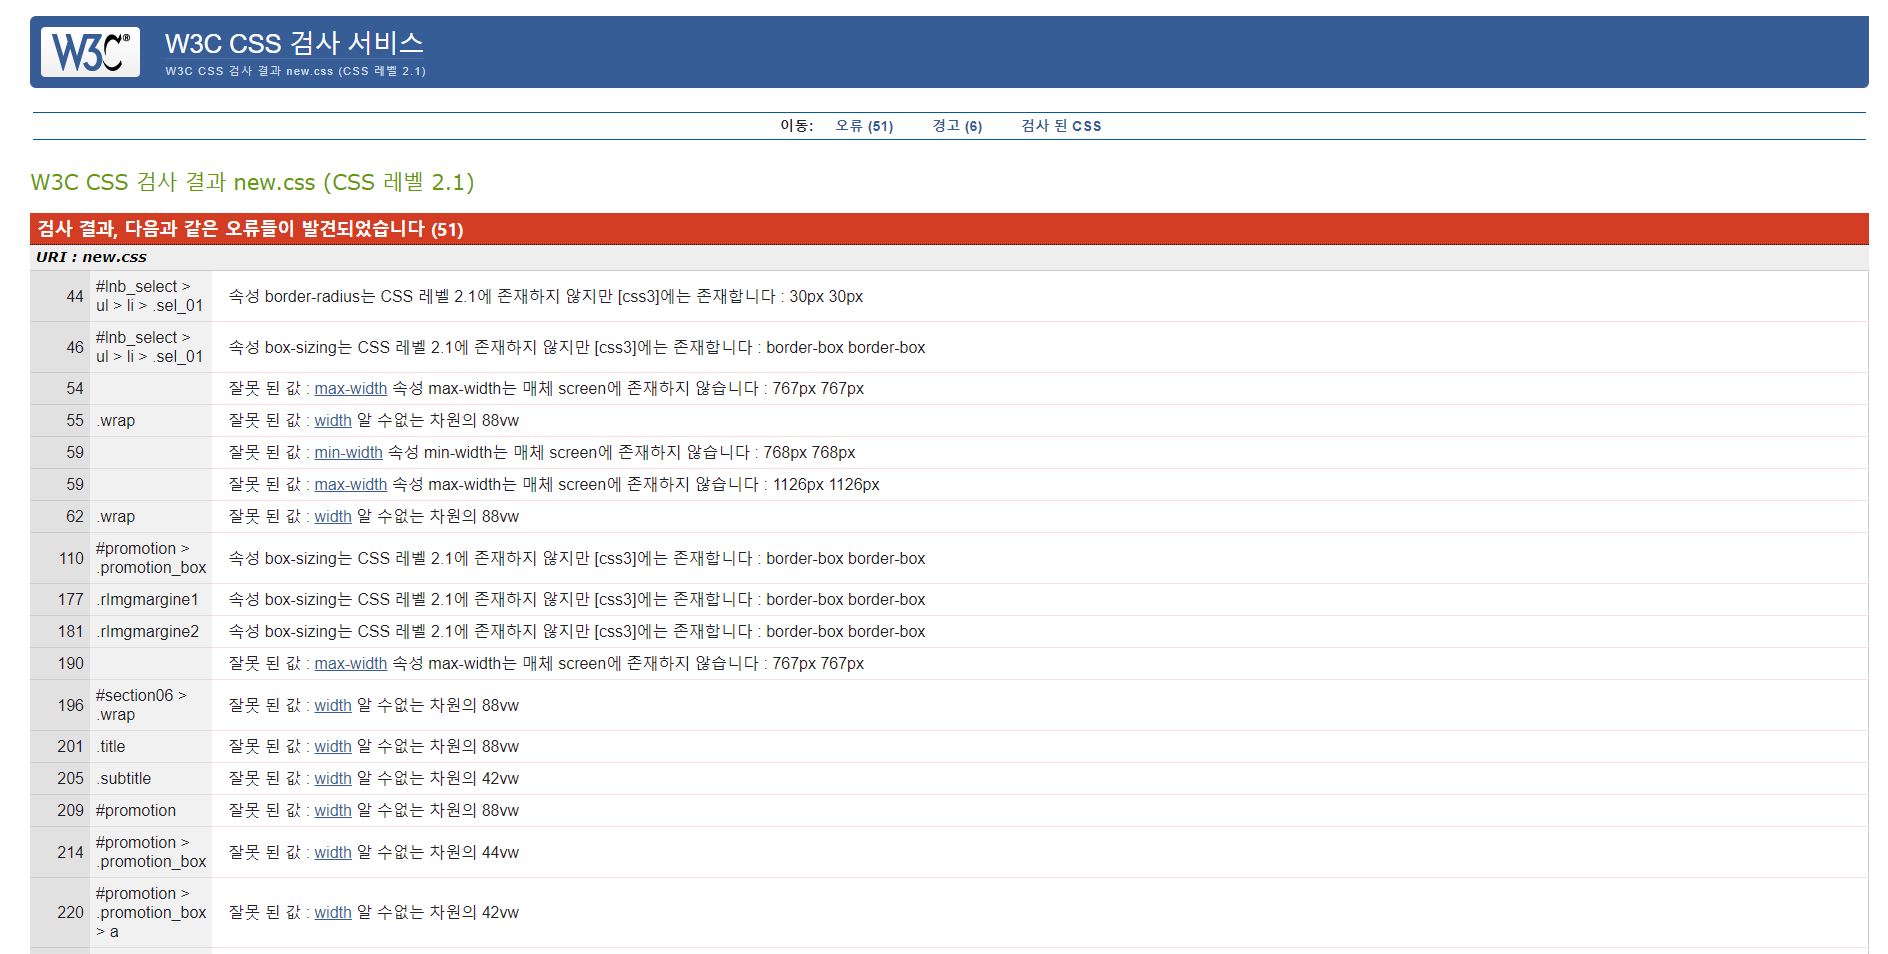 W3C®
W3C CSS 검사 서비스
W3C CSS 검사 결과 new.css (CSS 레벨 2.1)
이동: 오류 (51) 경고 (6) 검사 된 CSS
W3C CSS 검사 결과 new.css (CSS 레벨 2.1)
검사 결과, 다음과 같은 오류들이 발견되었습니다 (51)
URI : new.css
44 #lnb_select >
ul > li > .sel_01
속성 border-radius는 CSS 레벨 2.1에 존재하지 않지만 [css3]에는 존재합니다 : 30px 30px
46 #lnb_select >
ul > li > .sel_01
속성 box-sizing는 CSS 레벨 2.1에 존재하지 않지만 [css3]에는 존재합니다 : border-box border-box
54 잘못 된 값 : max-width 속성 max-width는 매체 screen에 존재하지 않습니다 : 767px 767px
55 .wrap 잘못 된 값 : width 알 수없는 차원의 88vw
59 잘못 된 값 : min-width 속성 min-width는 매체 screen에 존재하지 않습니다 : 768px 768px
59 잘못 된 값 : max-width 속성 max-width는 매체 screen에 존재하지 않습니다 : 1126px 1126px
62 .wrap 잘못 된 값 : width 알 수없는 차원의 88vw
110 #promotion >
.promotion_box
속성 box-sizing는 CSS 레벨 2.1에 존재하지 않지만 [css3]에는 존재합니다 : border-box border-box
177 .rImgmargine1 속성 box-sizing는 CSS 레벨 2.1에 존재하지 않지만 [css3]에는 존재합니다 : border-box border-box
181 .rImgmargine2 속성 box-sizing는 CSS 레벨 2.1에 존재하지 않지만 [css3]에는 존재합니다 : border-box border-box
190 잘못 된 값 : max-width 속성 max-width는 매체 screen에 존재하지 않습니다 : 767px 767px
196 #section06 >
.wrap
잘못 된 값 : width 알 수없는 차원의 88vw
201 .title 잘못 된 값 : width 알 수없는 차원의 88vw
205 .subtitle 잘못 된 값 : width 알 수없는 차원의 42vw
209 #promotion 잘못 된 값 : width 알 수없는 차원의 88vw
214 #promotion >
.promotion_box
잘못 된 값 : width 알 수없는 차원의 44vw
220 #promotion >
.promotion_box
> a
잘못 된 값 : width 알 수없는 차원의 42vw